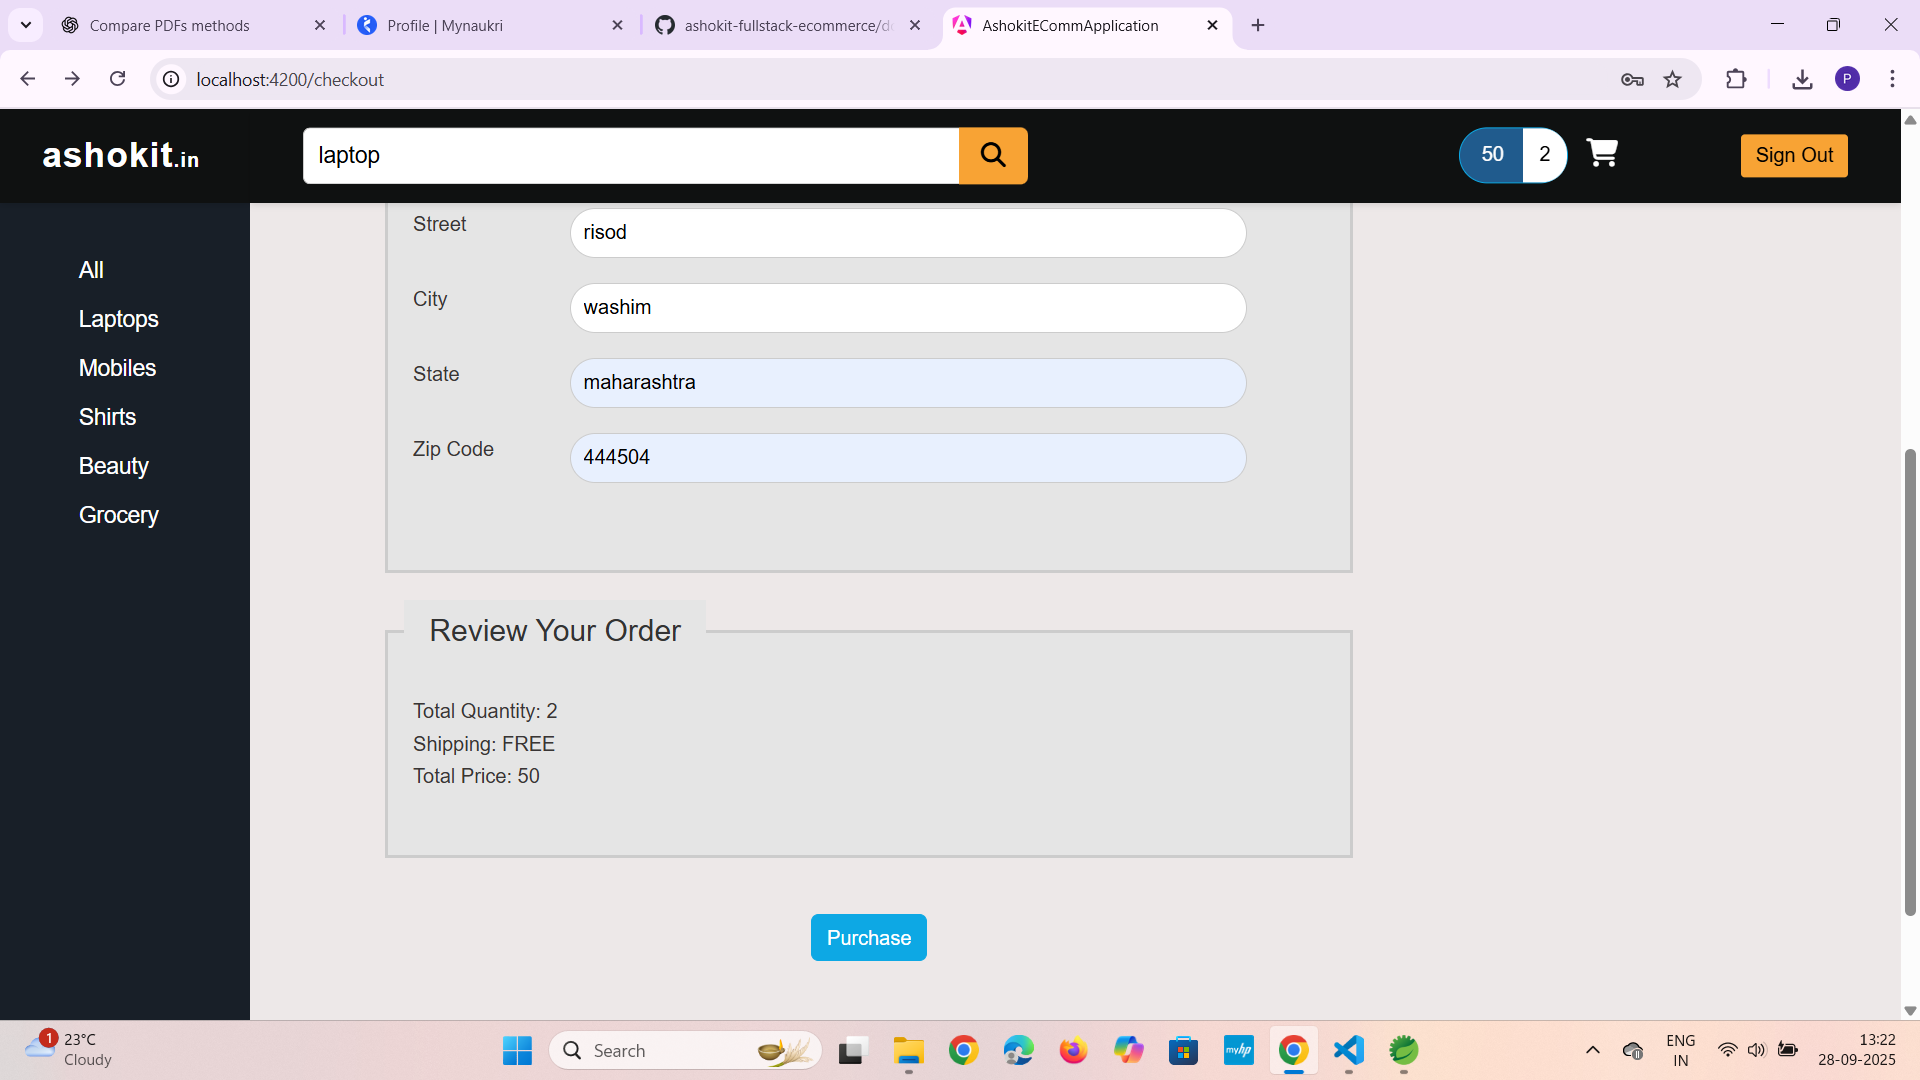 Compare PDFs methods
Profile | Mynaukri
ashokit-fullstack-ecommerce/d
AshokitECommApplication
localhost:4200/checkout
P
ashokit.in
laptop
50
2
Sign Out
All
Laptops
Mobiles
Shirts
Beauty
Grocery
Street
risod
City
washim
State
maharashtra
Zip Code
444504
Review Your Order
Total Quantity: 2
Shipping: FREE
Total Price: 50
Purchase
1
23°C
Cloudy
Search
myhp
ENG
IN
13:22
28-09-2025